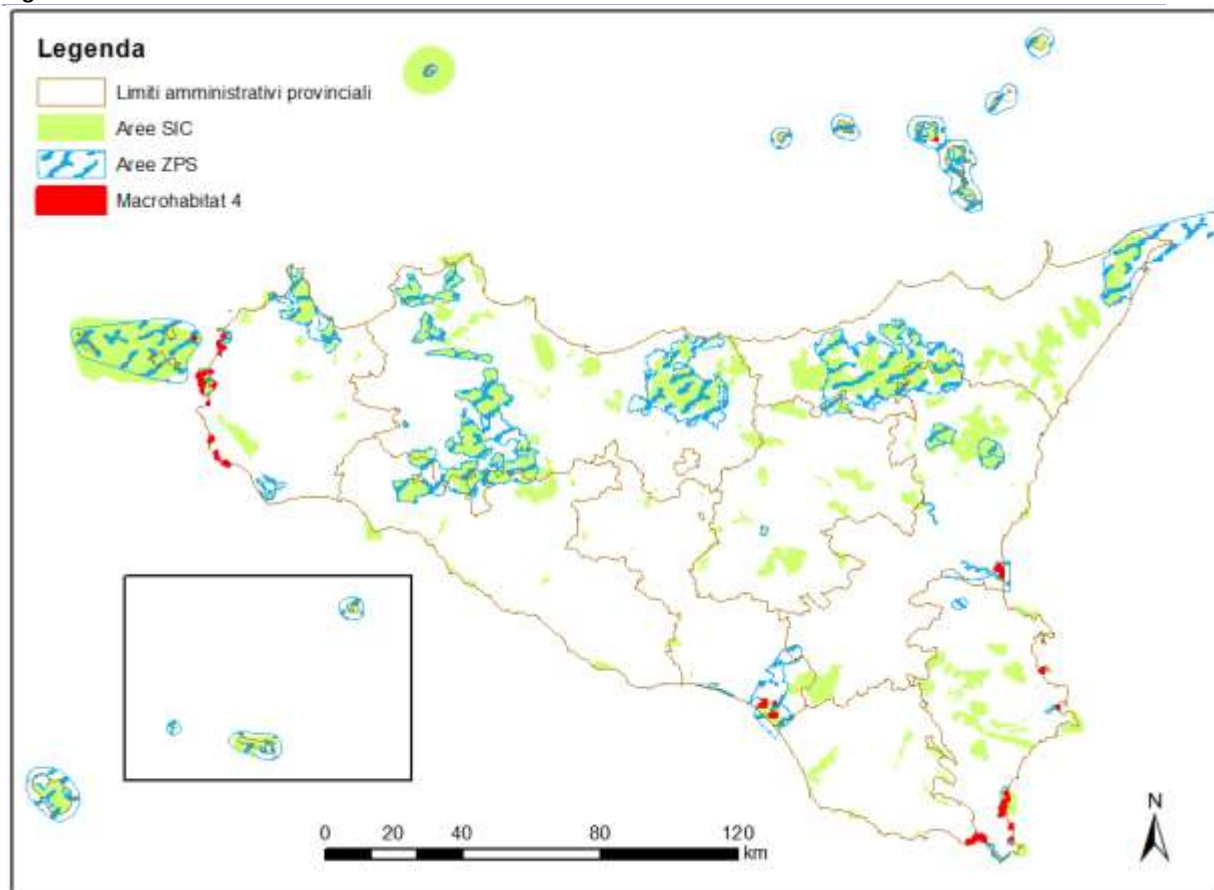 Legenda
Limiti amministrativi provinciali
Aree SIC
Aree ZPS
Macrohabitat 4
N
0 20 40 80 120
km